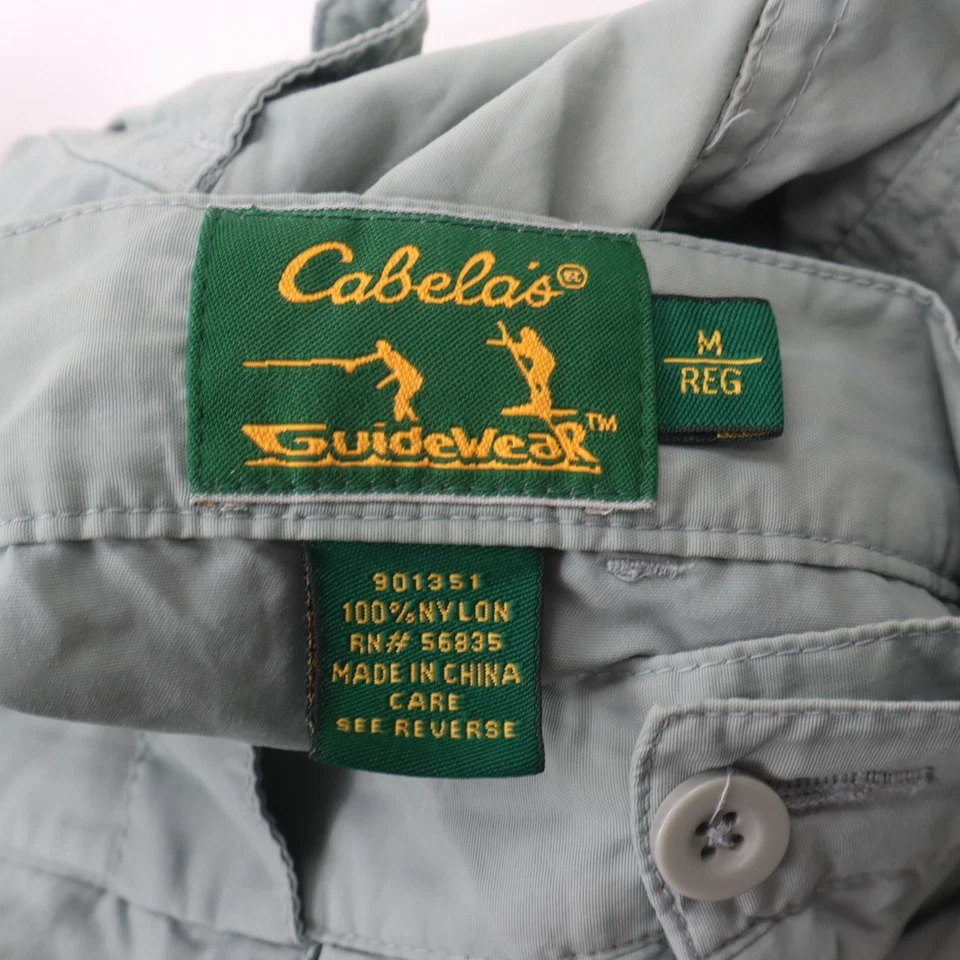 Cabela's®
GuideWear™
M
REG
901351
100%NYLON
RN# 56835
MADE IN CHINA
CARE
SEE REVERSE